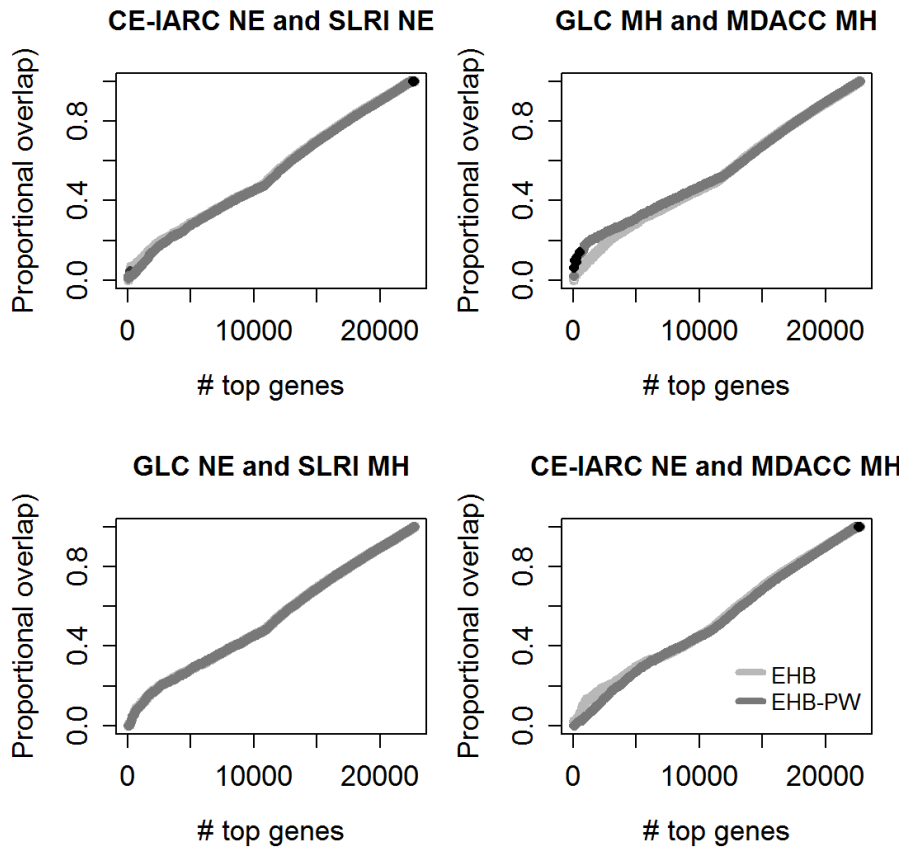 CE-IARC NE and SLRI NE
Proportional overlap
0.0 0.4 0.8
0 10000 20000
# top genes
GLC MH and MDACC MH
Proportional overlap
0.0 0.4 0.8
0 10000 20000
# top genes
GLC NE and SLRI MH
Proportional overlap
0.0 0.4 0.8
0 10000 20000
# top genes
CE-IARC NE and MDACC MH
Proportional overlap
0.0 0.4 0.8
EHB
EHB-PW
0 10000 20000
# top genes